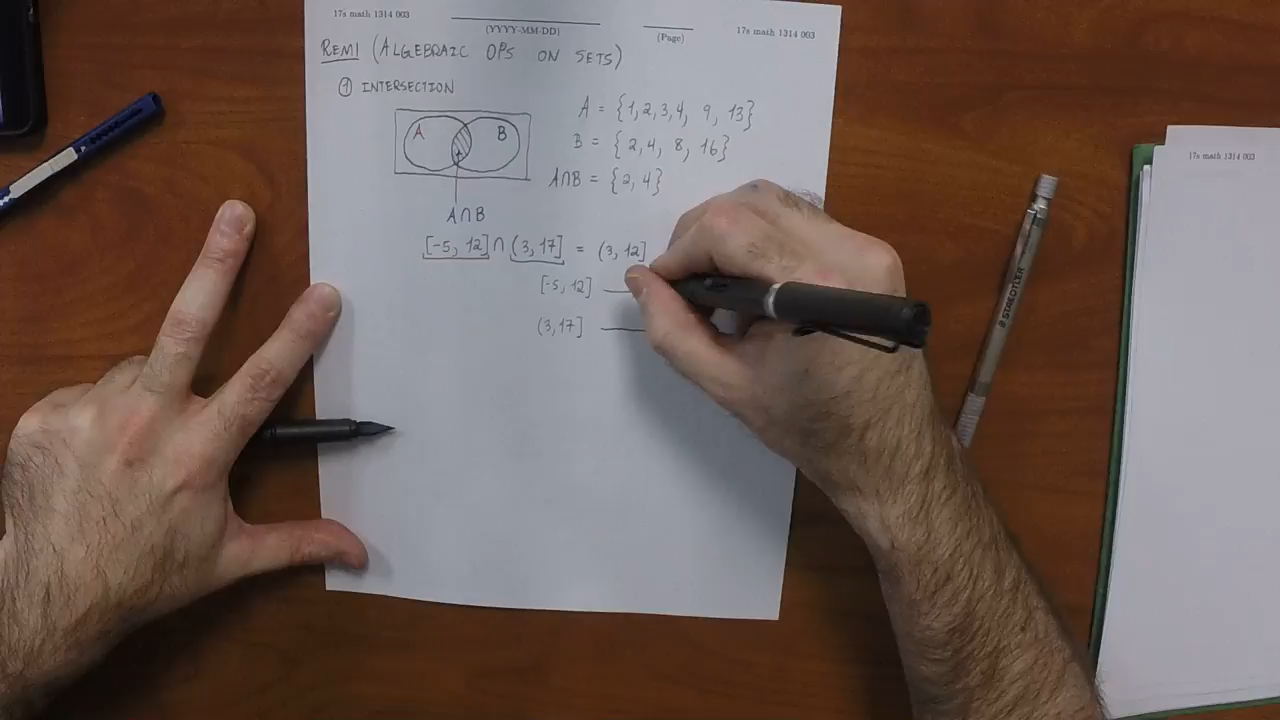 17s math 1314 003
(YYYY-MM-DD)
(Page)
17s math 1314 003
REM1 (ALGEBRAIC OPS ON SETS)
① INTERSECTION
A B
A∩B
A = {1,2,3,4, 9, 13}
B = {2,4, 8, 16}
A∩B = {2, 4}
[-5, 12] ∩ (3, 17] = (3, 12]
[-5, 12]
(3,17]
STAEDTLER
17s math 1314 003